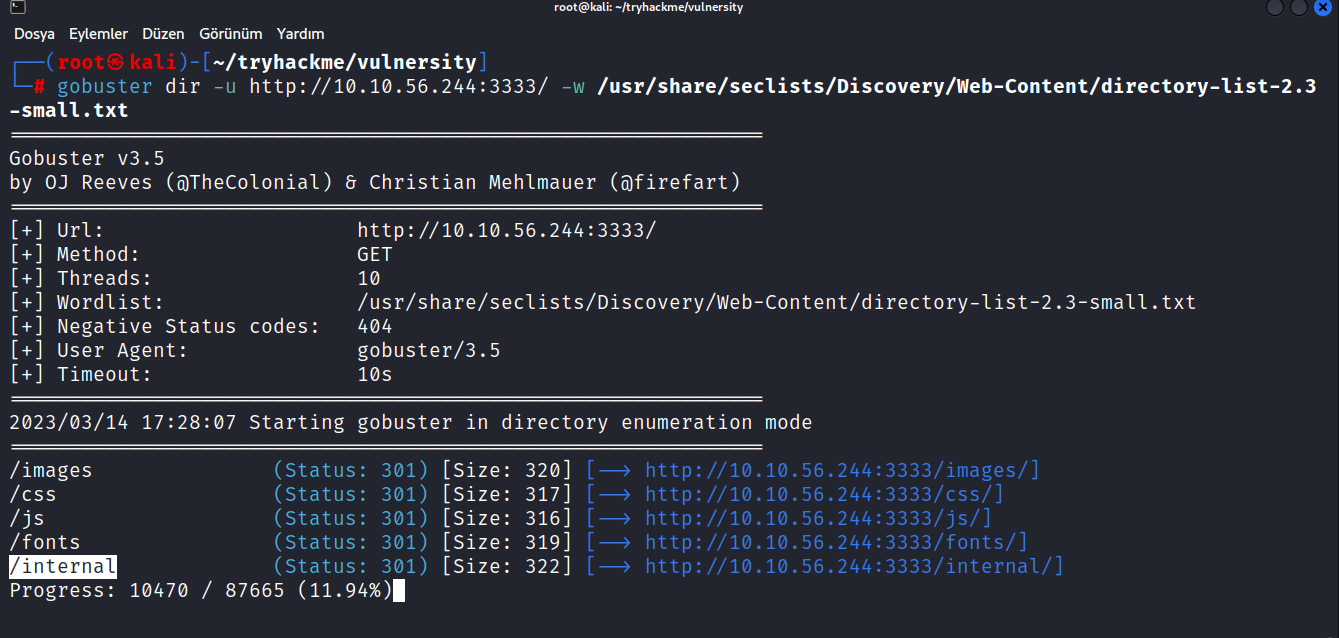 root@kali: ~/tryhackme/vulnersity
Dosya Eylemler Düzen Görünüm Yardım
┌──(root㉿kali)-[~/tryhackme/vulnersity]
└─# gobuster dir -u http://10.10.56.244:3333/ -w /usr/share/seclists/Discovery/Web-Content/directory-list-2.3
-small.txt
===============================================================
Gobuster v3.5
by OJ Reeves (@TheColonial) & Christian Mehlmauer (@firefart)
===============================================================
[+] Url:                     http://10.10.56.244:3333/
[+] Method:                  GET
[+] Threads:                 10
[+] Wordlist:                /usr/share/seclists/Discovery/Web-Content/directory-list-2.3-small.txt
[+] Negative Status codes:   404
[+] User Agent:              gobuster/3.5
[+] Timeout:                 10s
===============================================================
2023/03/14 17:28:07 Starting gobuster in directory enumeration mode
===============================================================
/images               (Status: 301) [Size: 320] [--> http://10.10.56.244:3333/images/]
/css                  (Status: 301) [Size: 317] [--> http://10.10.56.244:3333/css/]
/js                   (Status: 301) [Size: 316] [--> http://10.10.56.244:3333/js/]
/fonts                (Status: 301) [Size: 319] [--> http://10.10.56.244:3333/fonts/]
/internal             (Status: 301) [Size: 322] [--> http://10.10.56.244:3333/internal/]
Progress: 10470 / 87665 (11.94%)